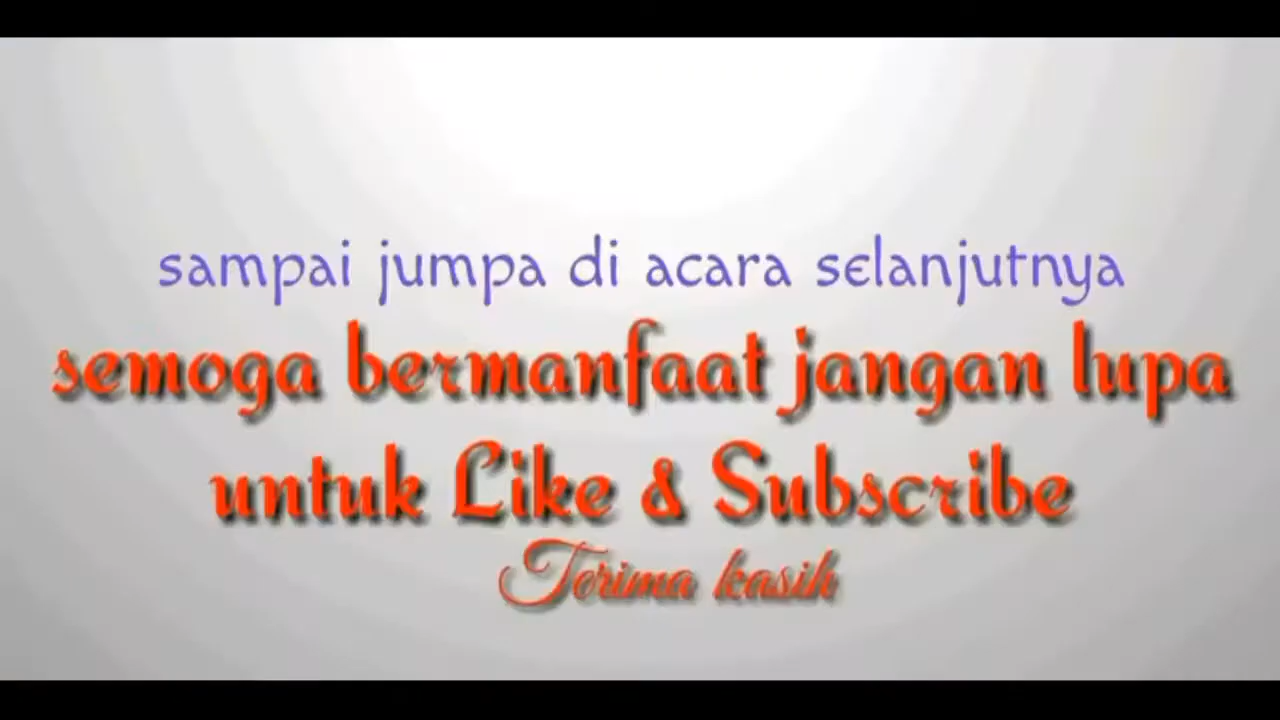 sampai jumpa di acara selanjutnya
semoga bermanfaat jangan lupa
untuk Like & Subscribe
Terima kasih